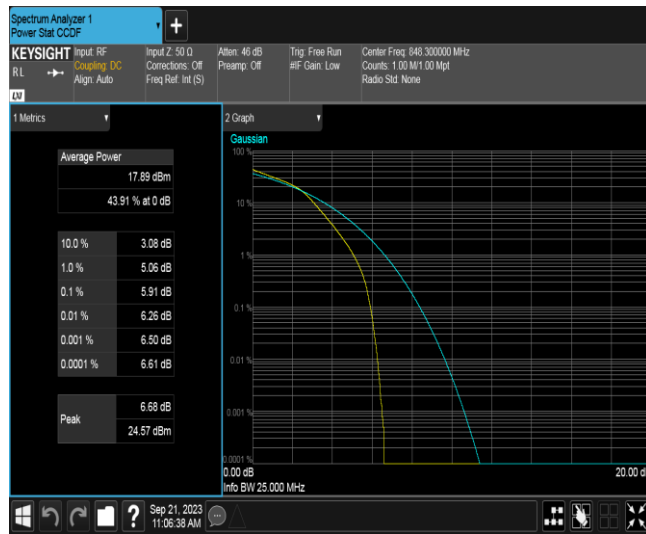 Spectrum Analyzer 1
Power Stat CCDF
+
KEYSIGHT
RL
LXI
Input: RF
Coupling: DC
Align: Auto
Input Z: 50 Ω
Corrections: Off
Freq Ref: Int (S)
Atten: 46 dB
Preamp: Off
Trig: Free Run
#IF Gain: Low
Center Freq: 848.300000 MHz
Counts: 1.00 M/1.00 Mpt
Radio Std: None
1 Metrics
Average Power
17.89 dBm
43.91 % at 0 dB
10.0 % 3.08 dB
1.0 % 5.06 dB
0.1 % 5.91 dB
0.01 % 6.26 dB
0.001 % 6.50 dB
0.0001 % 6.61 dB
Peak
6.68 dB
24.57 dBm
2 Graph
Gaussian
100 %
10 %
1 %
0.1 %
0.01 %
0.001 %
0.0001 %
0.00 dB
20.00 d
Info BW 25.000 MHz
?
Sep 21, 2023
11:06:38 AM